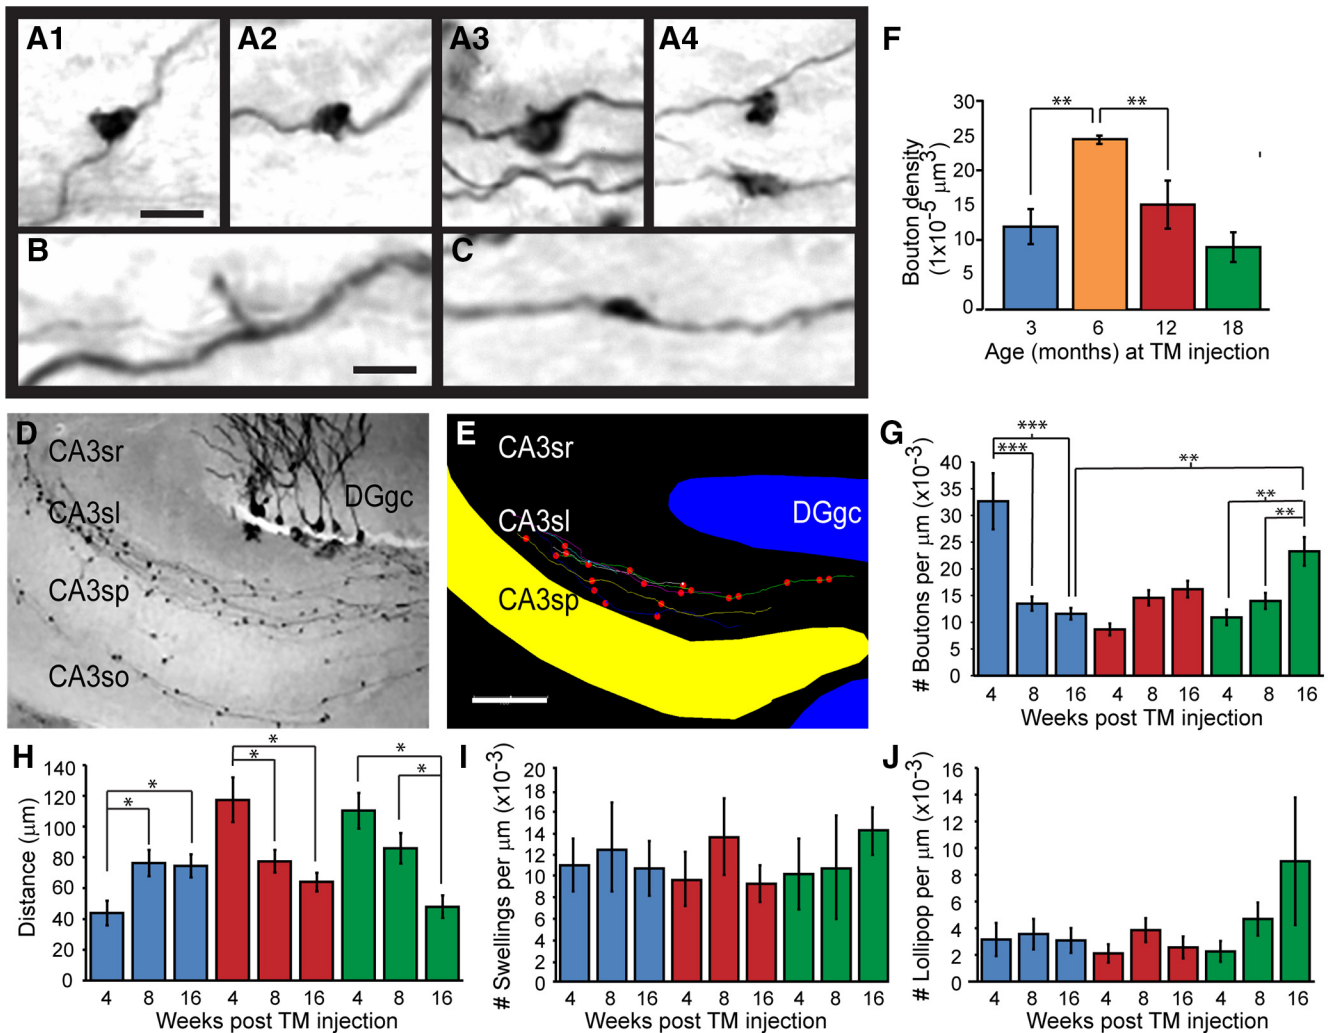 A1
A2
A3
A4
B
C
D
CA3sr
CA3sl
CA3sp
CA3so
DGgc
E
CA3sr
CA3sl
CA3sp
DGgc
F
Bouton density
(1x10-5 μm3)
30
25
20
15
10
5
0
** **
3 6 12 18
Age (months) at TM injection
G
# Boutons per μm (x10-3)
40
35
30
25
20
15
10
5
0
***
***
**
**
**
4 8 16 4 8 16 4 8 16
Weeks post TM injection
H
Distance (μm)
140
120
100
80
60
40
20
0
* *
* *
* *
4 8 16 4 8 16 4 8 16
Weeks post TM injection
I
# Swellings per μm (x10-3)
20
18
16
14
12
10
8
6
4
2
0
4 8 16 4 8 16 4 8 16
Weeks post TM injection
J
# Lollipop per μm (x10-3)
16
14
12
10
8
6
4
2
0
4 8 16 4 8 16 4 8 16
Weeks post TM injection